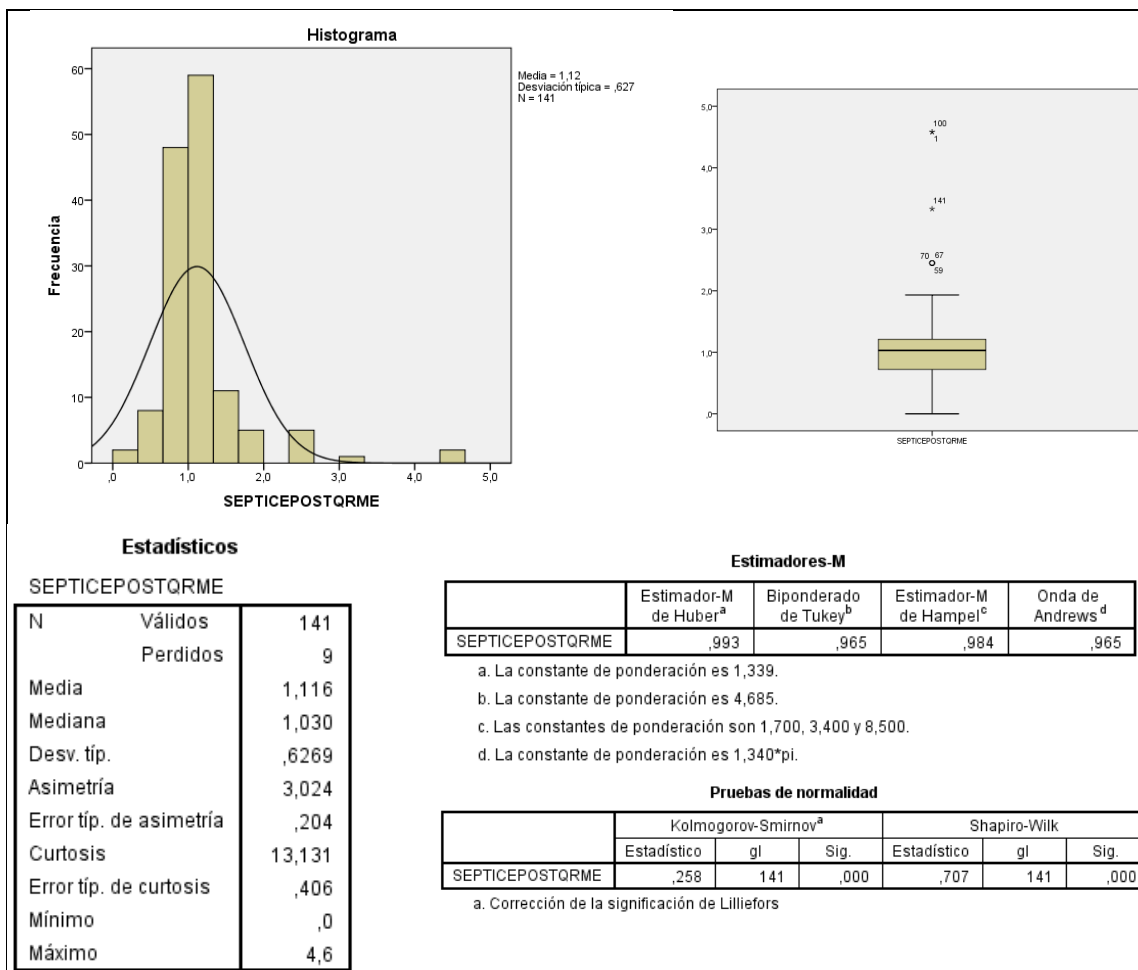 Histograma
Media = 1,12
Desviación típica = ,627
N = 141
Frecuencia
60
50
40
30
20
10
0
,0 1,0 2,0 3,0 4,0 5,0
SEPTICEPOSTQRME
5,0
4,0
3,0
2,0
1,0
,0
100
1
141
70 67
59
SEPTICEPOSTQRME
Estadísticos
SEPTICEPOSTQRME
N Válidos 141
Perdidos 9
Media 1,116
Mediana 1,030
Desv. típ. ,6269
Asimetría 3,024
Error típ. de asimetría ,204
Curtosis 13,131
Error típ. de curtosis ,406
Mínimo ,0
Máximo 4,6
Estimadores-M
Estimador-M de Huber a Biponderado de Tukey b Estimador-M de Hampel c Onda de Andrews d
SEPTICEPOSTQRME ,993 ,965 ,984 ,965
a. La constante de ponderación es 1,339.
b. La constante de ponderación es 4,685.
c. Las constantes de ponderación son 1,700, 3,400 y 8,500.
d. La constante de ponderación es 1,340*pi.
Pruebas de normalidad
Kolmogorov-Smirnov a Shapiro-Wilk
Estadístico gl Sig. Estadístico gl Sig.
SEPTICEPOSTQRME ,258 141 ,000 ,707 141 ,000
a. Corrección de la significación de Lilliefors